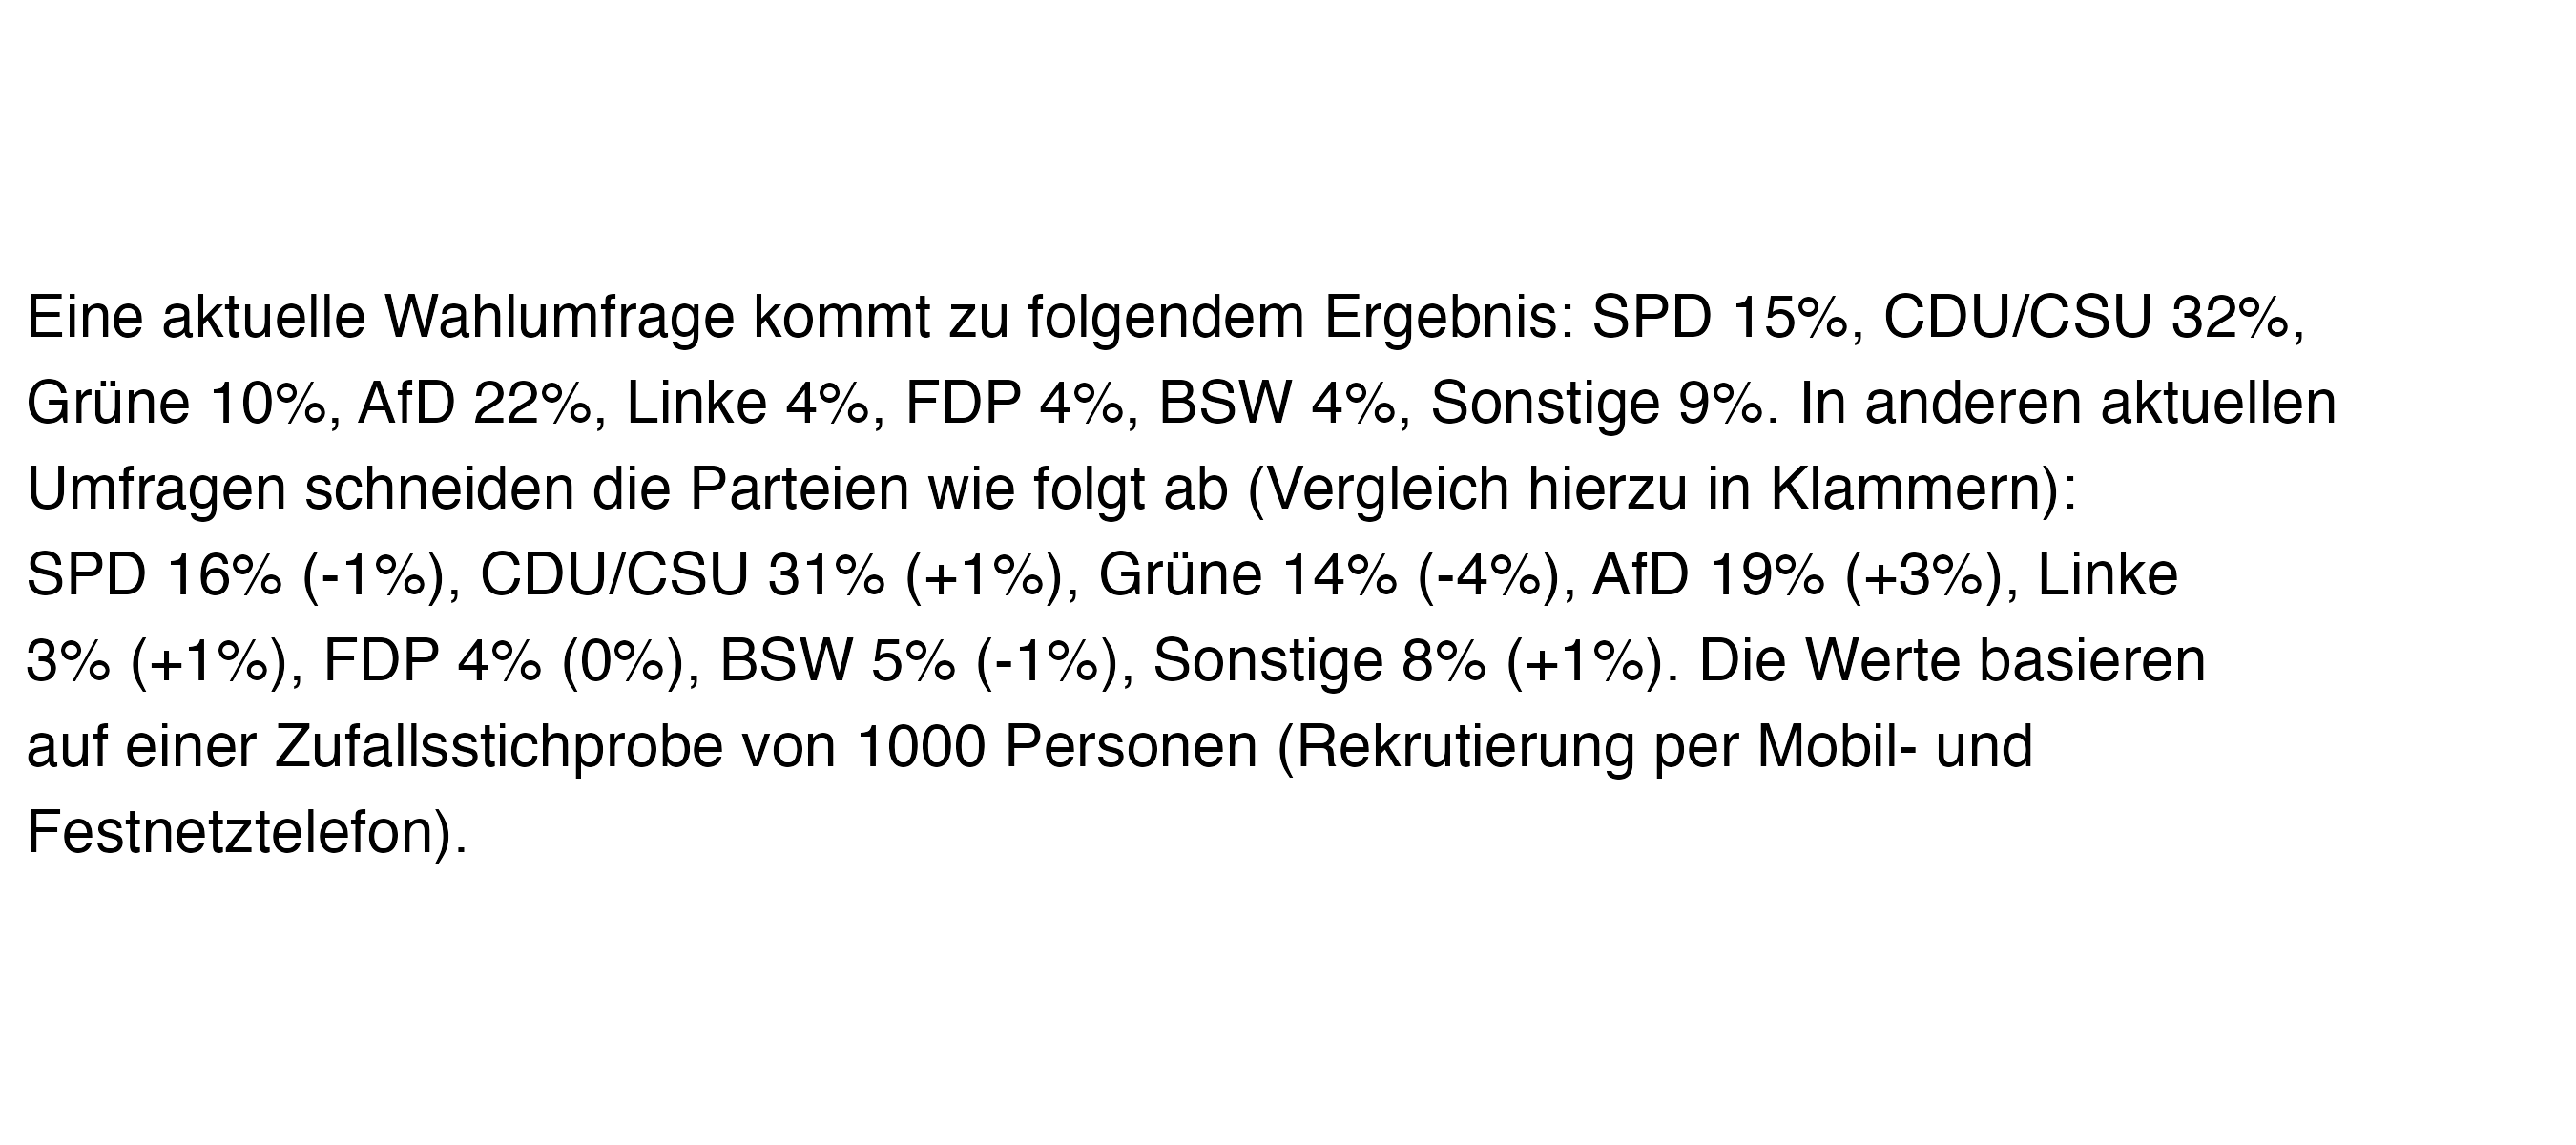 Eine aktuelle Wahlumfrage kommt zu folgendem Ergebnis: SPD 15%, CDU/CSU 32%,
Grüne 10%, AfD 22%, Linke 4%, FDP 4%, BSW 4%, Sonstige 9%. In anderen aktuellen
Umfragen schneiden die Parteien wie folgt ab (Vergleich hierzu in Klammern):
SPD 16% (-1%), CDU/CSU 31% (+1%), Grüne 14% (-4%), AfD 19% (+3%), Linke
3% (+1%), FDP 4% (0%), BSW 5% (-1%), Sonstige 8% (+1%). Die Werte basieren
auf einer Zufallsstichprobe von 1000 Personen (Rekrutierung per Mobil- und
Festnetztelefon).